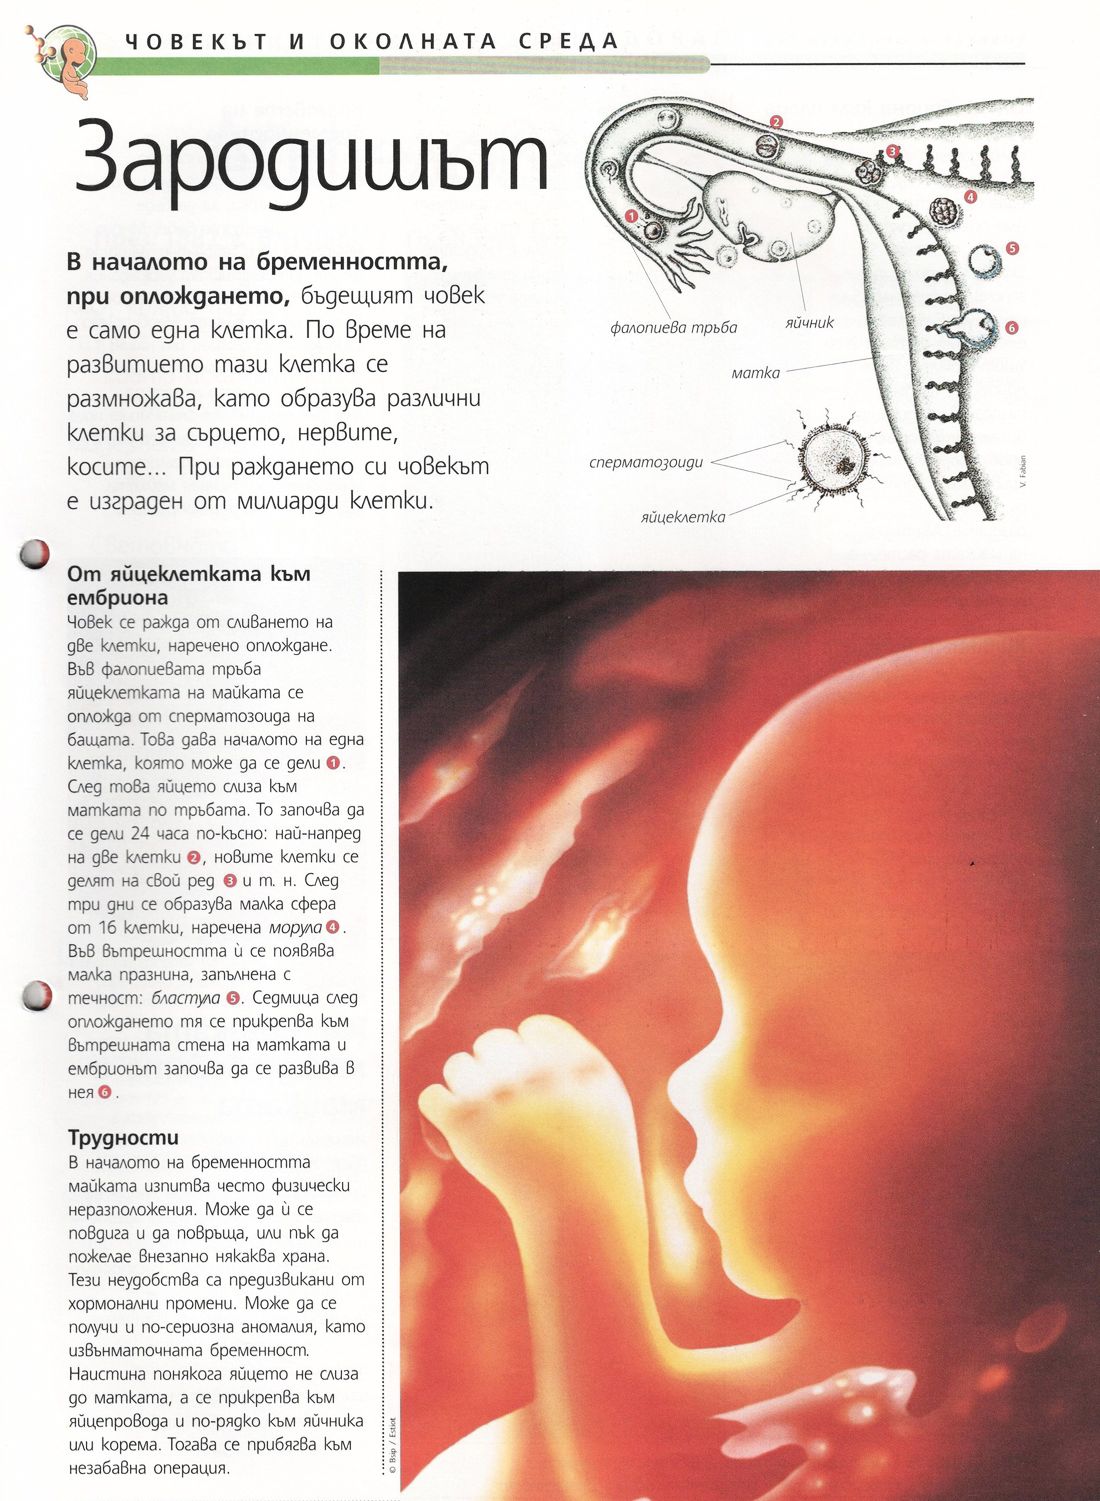 ЧОВЕКЪТ И ОКОЛНАТА СРЕДА
Зародишът
В началото на бременността,
при оплождането, бъдещият човек
е само една клетка. По време на
развитието тази клетка се
размножава, като образува различни
клетки за сърцето, нервите,
косите... При раждането си човекът
е изграден от милиарди клетки.
1
2
3
4
5
6
фалопиева тръба
яйчник
матка
сперматозоиди
яйцеклетка
V. Fabian
От яйцеклетката към
ембриона
Човек се ражда от сливането на
две клетки, наречено оплождане.
Във фалопиевата тръба
яйцеклетката на майката се
опложда от сперматозоида на
бащата. Това дава началото на една
клетка, която може да се дели 1.
След това яйцето слиза към
матката по тръбата. То започва да
се дели 24 часа по-късно: най-напред
на две клетки 2, новите клетки се
делят на свой ред 3 и т. н. След
три дни се образува малка сфера
от 16 клетки, наречена морула 4.
Във вътрешността ѝ се появява
малка празнина, запълнена с
течност: бластула 5. Седмица след
оплождането тя се прикрепва към
вътрешната стена на матката и
ембрионът започва да се развива в
нея 6.
Трудности
В началото на бременността
майката изпитва често физически
неразположения. Може да ѝ се
повдига и да повръща, или пък да
пожелае внезапно някаква храна.
Тези неудобства са предизвикани от
хормонални промени. Може да се
получи и по-сериозна аномалия, като
извънматочната бременност.
Наистина понякога яйцето не слиза
до матката, а се прикрепва към
яйцепровода и по-рядко към яйчника
или корема. Тогава се прибягва към
незабавна операция.
© Bsp / Estiot